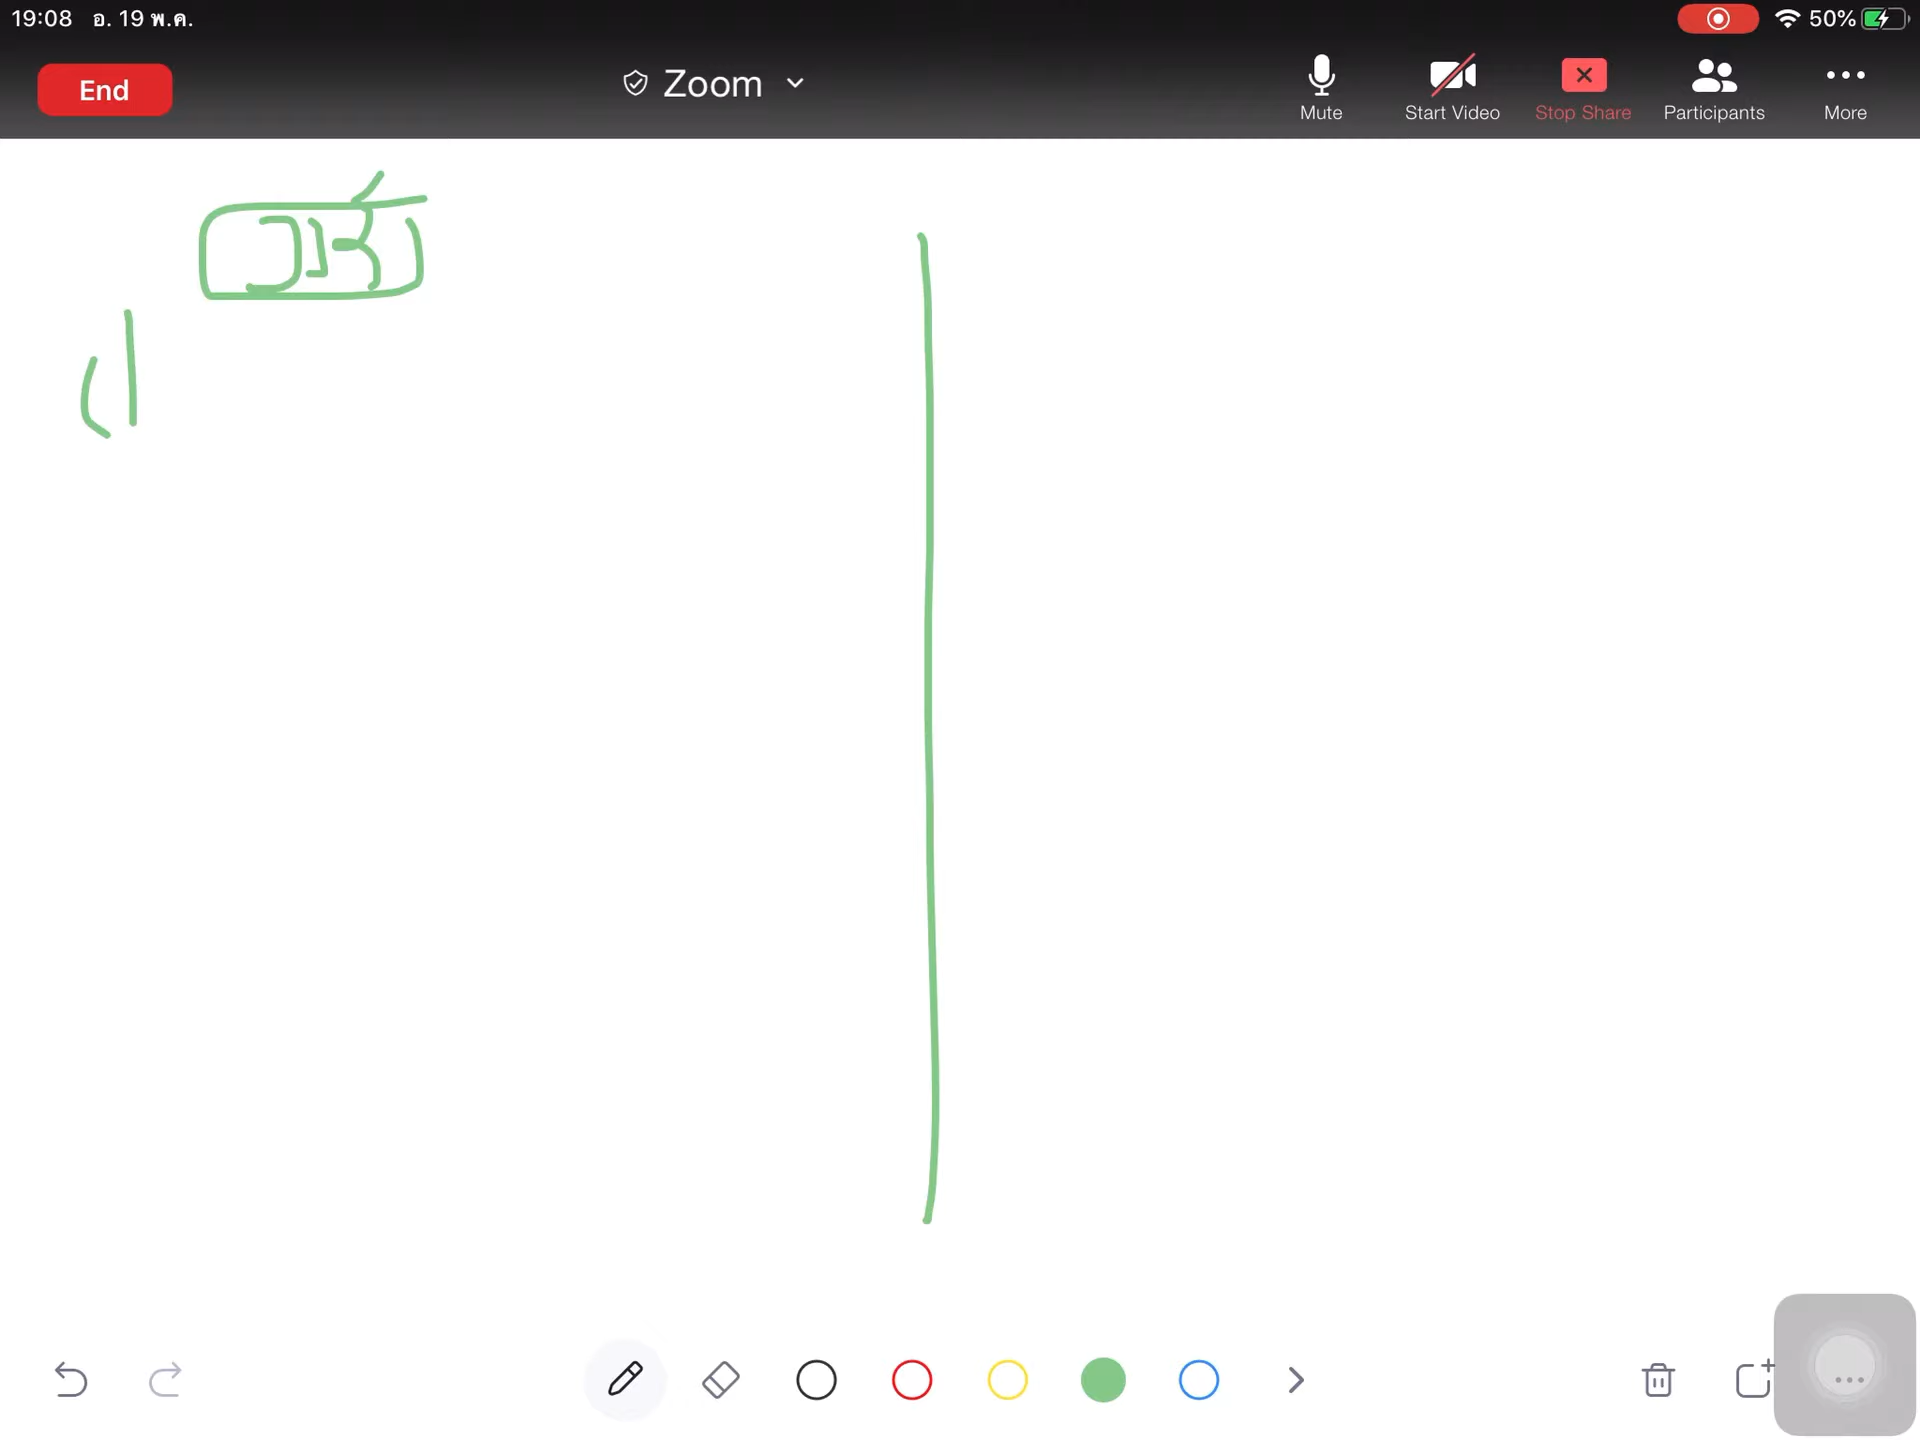 19:08 อ. 19 พ.ค. 50%
End Zoom Mute Start Video Stop Share Participants More